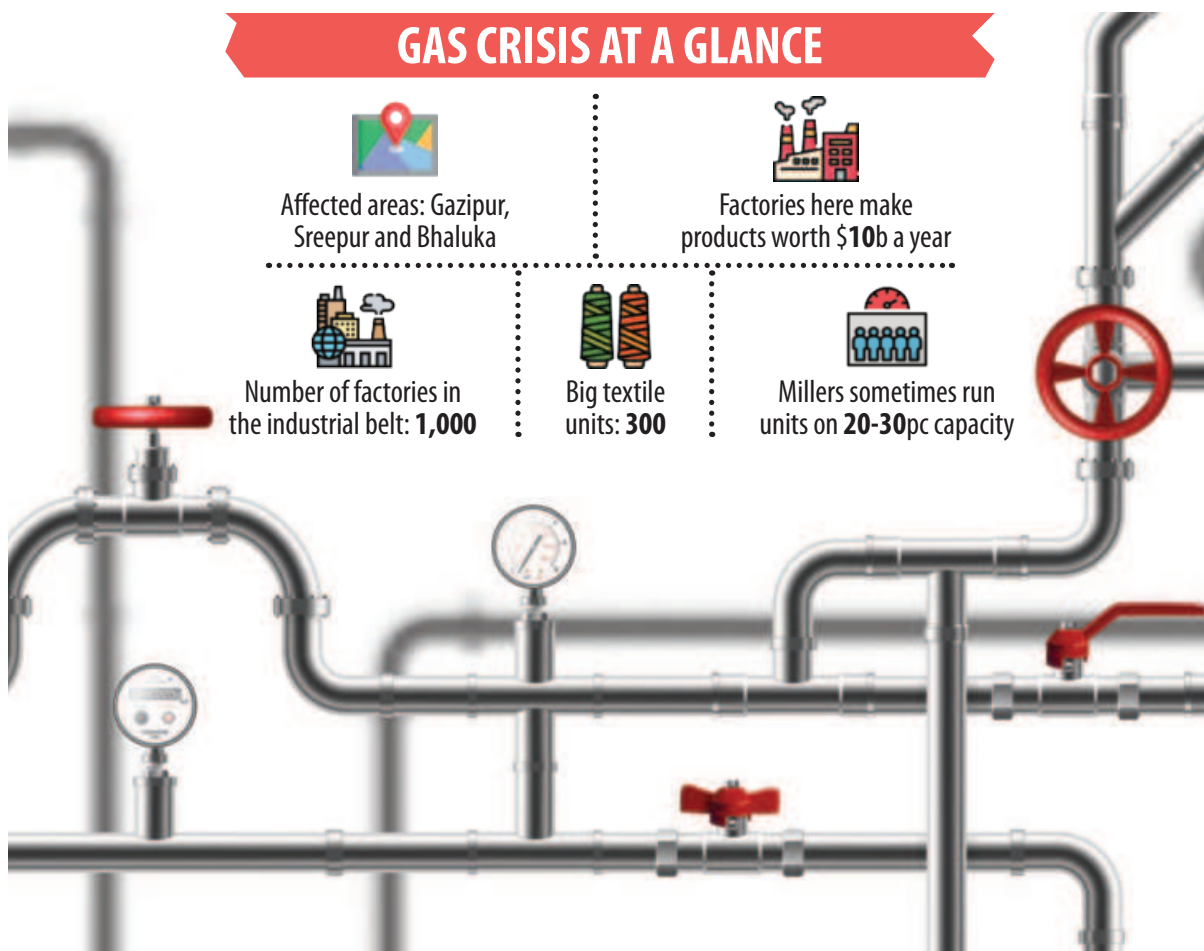 GAS CRISIS AT A GLANCE
Affected areas: Gazipur,
Sreepur and Bhaluka
Factories here make
products worth $10b a year
Number of factories in
the industrial belt: 1,000
Big textile
units: 300
Millers sometimes run
units on 20-30pc capacity